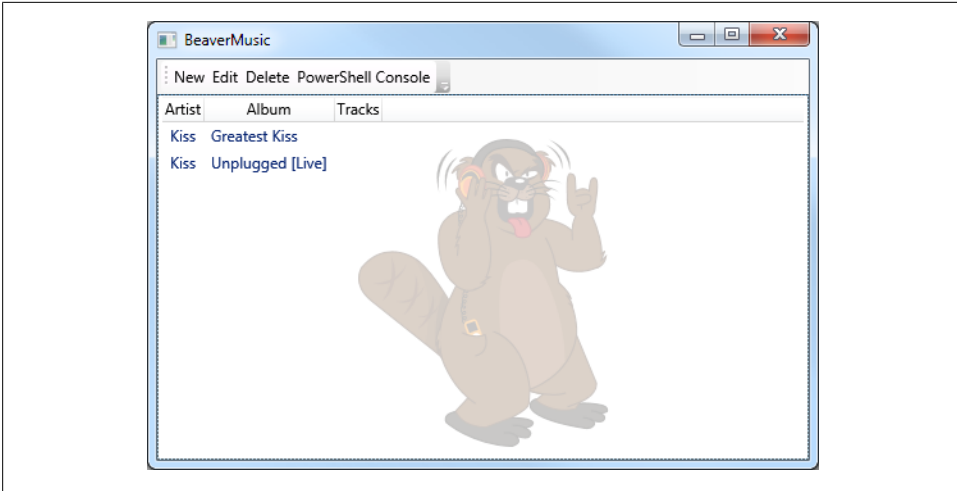 BeaverMusic
New Edit Delete PowerShell Console
Artist Album Tracks
Kiss Greatest Kiss
Kiss Unplugged [Live]